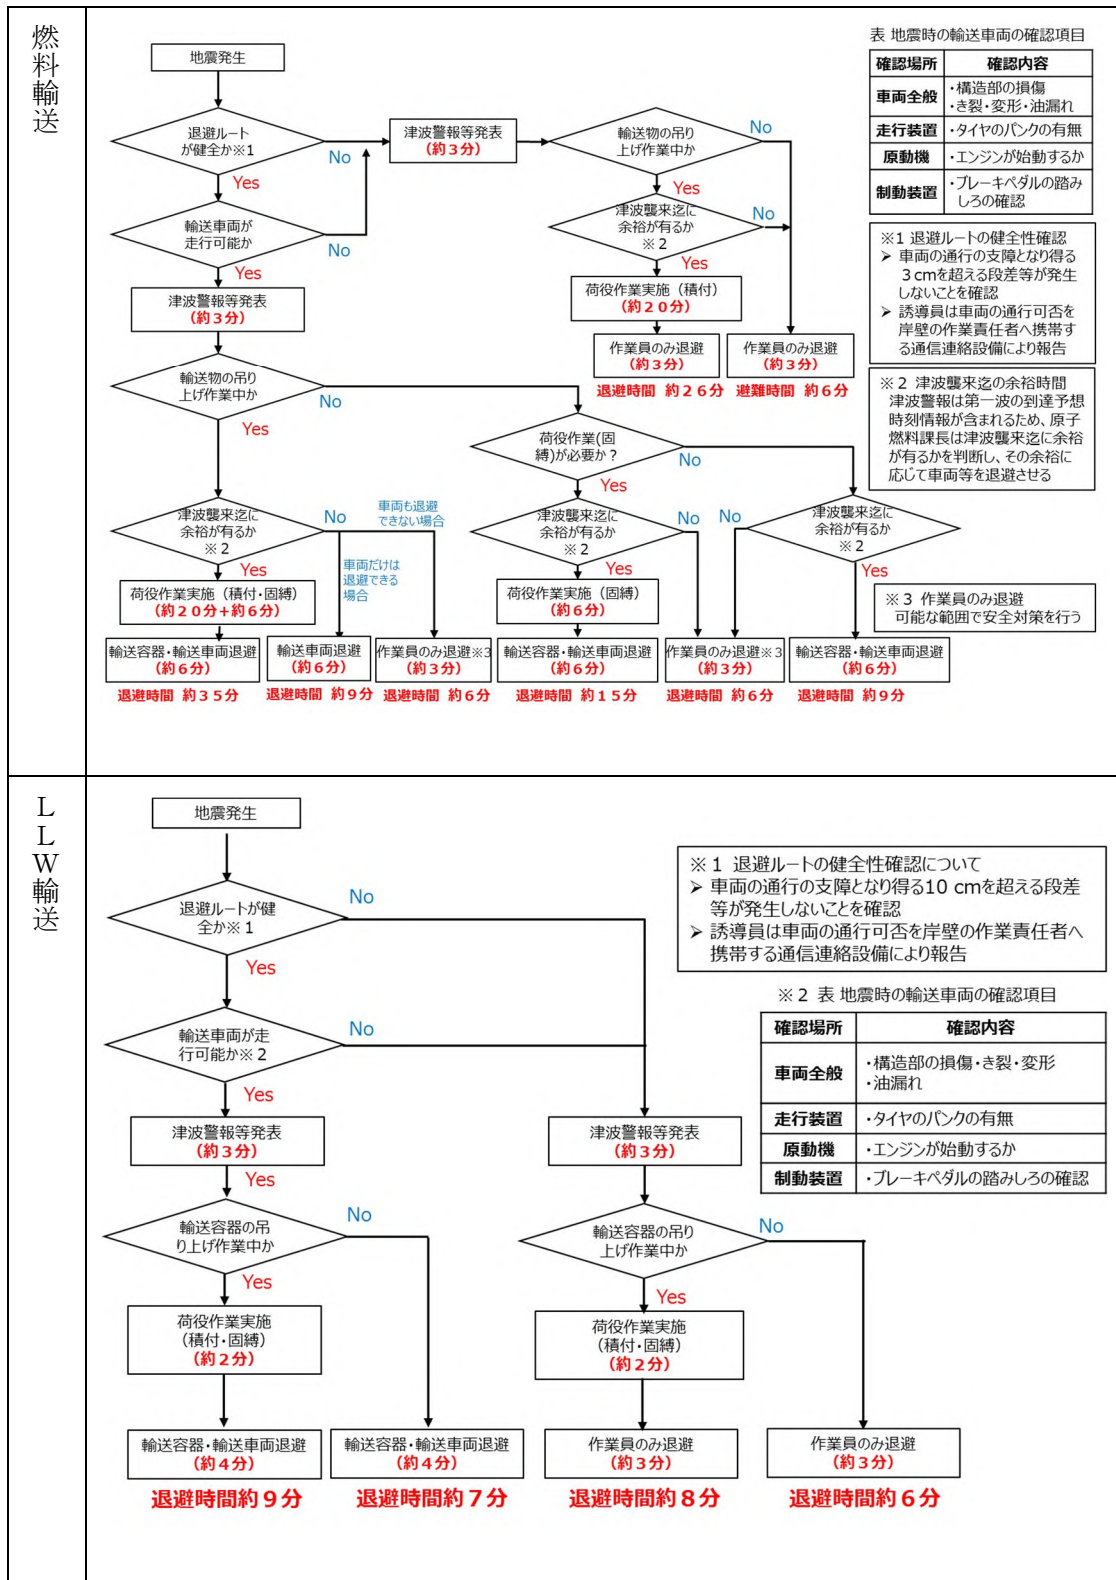 燃料輸送
地震発生
退避ルート
が健全か※1
No
Yes
輸送車両が
走行可能か
No
Yes
津波警報等発表
(約3分)
輸送物の吊り
上げ作業中か
Yes
津波警報等発表
(約3分)
輸送物の吊り
上げ作業中か
No
Yes
津波襲来迄に
余裕が有るか
※2
No
Yes
荷役作業実施（積付）
(約20分)
作業員のみ退避
(約3分)
退避時間 約26分
作業員のみ退避
(約3分)
避難時間 約6分
表 地震時の輸送車両の確認項目
確認場所
確認内容
車両全般
・構造部の損傷
・き裂・変形・油漏れ
走行装置
・タイヤのパンクの有無
原動機
・エンジンが始動するか
制動装置
・ブレーキペダルの踏み
しろの確認
※1 退避ルートの健全性確認
➢ 車両の通行の支障となり得る
3cmを超える段差等が発生
しないことを確認
➢ 誘導員は車両の通行可否を
岸壁の作業責任者へ携帯す
る通信連絡設備により報告
※2 津波襲来迄の余裕時間
津波警報は第一波の到達予想
時刻情報が含まれるため、原子
燃料課長は津波襲来迄に余裕
が有るかを判断し、その余裕に
応じて車両等を退避させる
荷役作業(固
縛)が必要か？
No
Yes
津波襲来迄に
余裕が有るか
※2
No
車両も退避
できない場合
車両だけは
退避できる
場合
Yes
荷役作業実施（積付・固縛）
(約20分+約6分)
輸送容器・輸送車両退避
(約6分)
退避時間 約35分
輸送車両退避
(約6分)
退避時間 約9分
作業員のみ退避※3
(約3分)
退避時間 約6分
津波襲来迄に
余裕が有るか
※2
No
Yes
荷役作業実施（固縛）
(約6分)
輸送容器・輸送車両退避
(約6分)
退避時間 約15分
津波襲来迄に
余裕が有るか
※2
No
Yes
作業員のみ退避※3
(約3分)
退避時間 約6分
輸送容器・輸送車両退避
(約6分)
退避時間 約9分
※3 作業員のみ退避
可能な範囲で安全対策を行う
LLW輸送
地震発生
退避ルートが健
全か※1
No
Yes
輸送車両が走
行可能か※2
No
Yes
津波警報等発表
(約3分)
Yes
輸送容器の吊
り上げ作業中か
No
Yes
荷役作業実施
（積付・固縛）
(約2分)
輸送容器・輸送車両退避
(約4分)
退避時間約9分
輸送容器・輸送車両退避
(約4分)
退避時間約7分
津波警報等発表
(約3分)
輸送容器の吊り
上げ作業中か
No
Yes
荷役作業実施
（積付・固縛）
(約2分)
作業員のみ退避
(約3分)
退避時間約8分
作業員のみ退避
(約3分)
退避時間約6分
※1 退避ルートの健全性確認について
➢ 車両の通行の支障となり得る10 cmを超える段差
等が発生しないことを確認
➢ 誘導員は車両の通行可否を岸壁の作業責任者へ
携帯する通信連絡設備により報告
※2 表 地震時の輸送車両の確認項目
確認場所
確認内容
車両全般
・構造部の損傷・き裂・変形
・油漏れ
走行装置
・タイヤのパンクの有無
原動機
・エンジンが始動するか
制動装置
・ブレーキペダルの踏みしろの確認